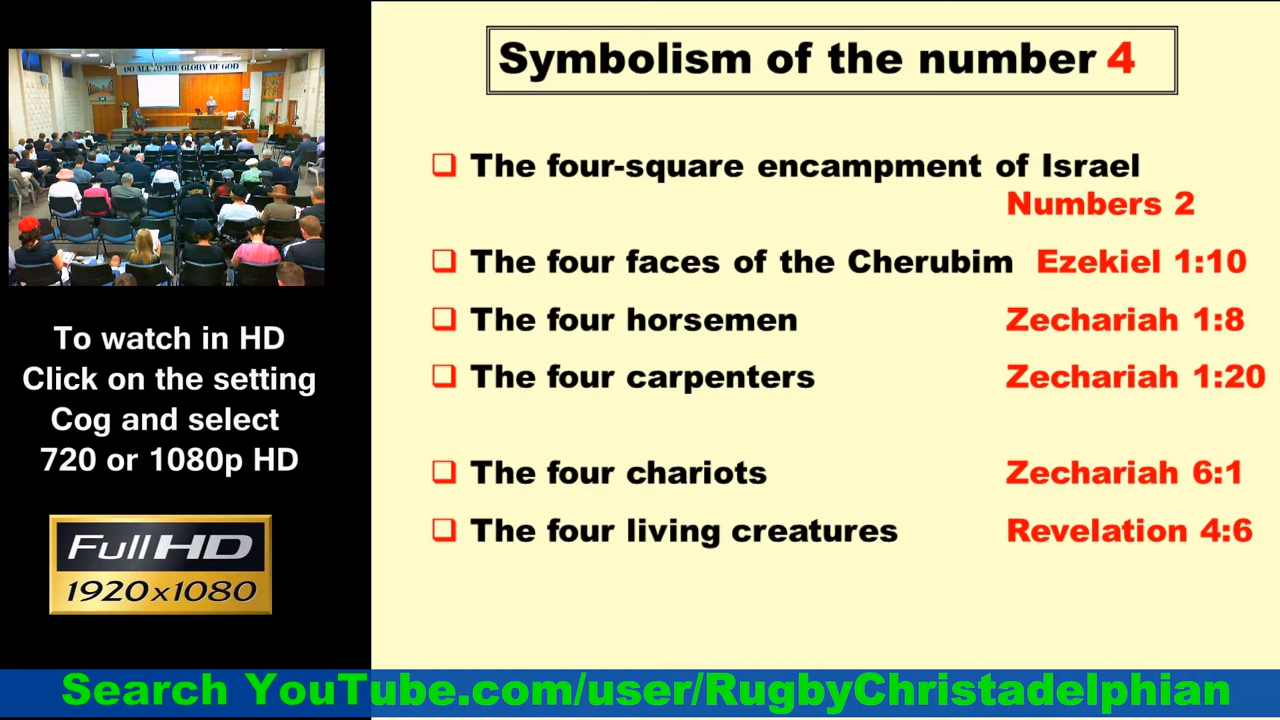 DO ALL TO THE GLORY OF GOD
To watch in HD
Click on the setting
Cog and select
720 or 1080p HD
Full HD
1920x1080
Symbolism of the number 4
The four-square encampment of Israel
Numbers 2
The four faces of the Cherubim Ezekiel 1:10
The four horsemen Zechariah 1:8
The four carpenters Zechariah 1:20
The four chariots Zechariah 6:1
The four living creatures Revelation 4:6
Search YouTube.com/user/RugbyChristadelphian